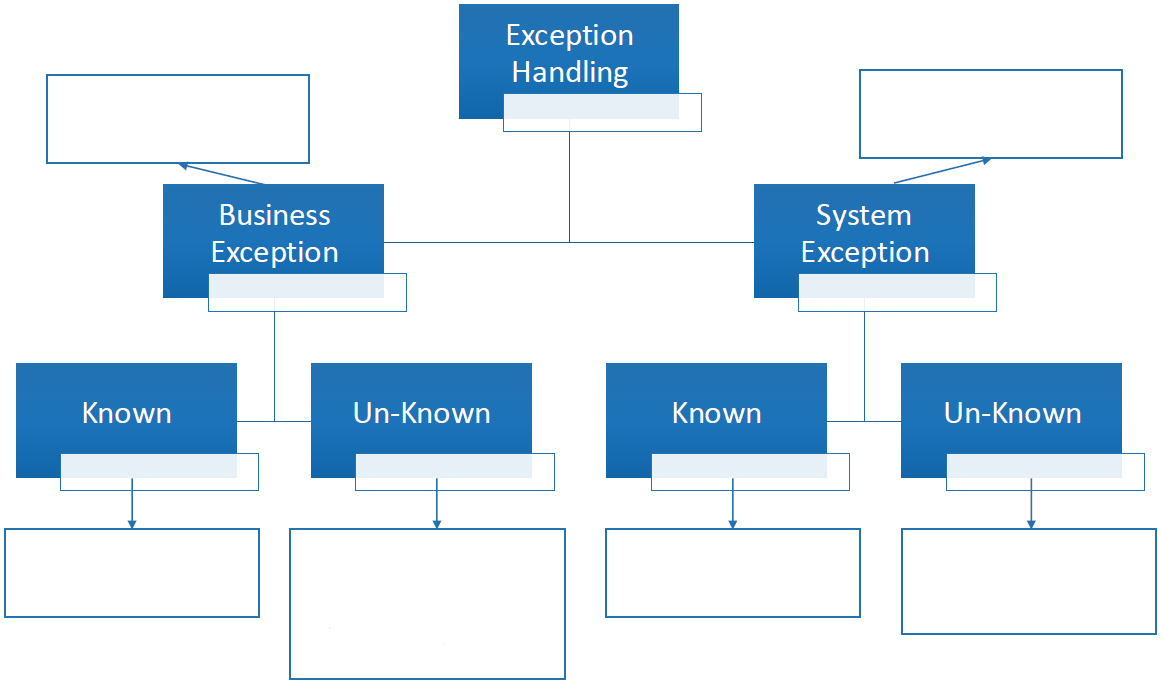 Exception
Handling
Business
Exception
System
Exception
Known
Un-Known
Known
Un-Known